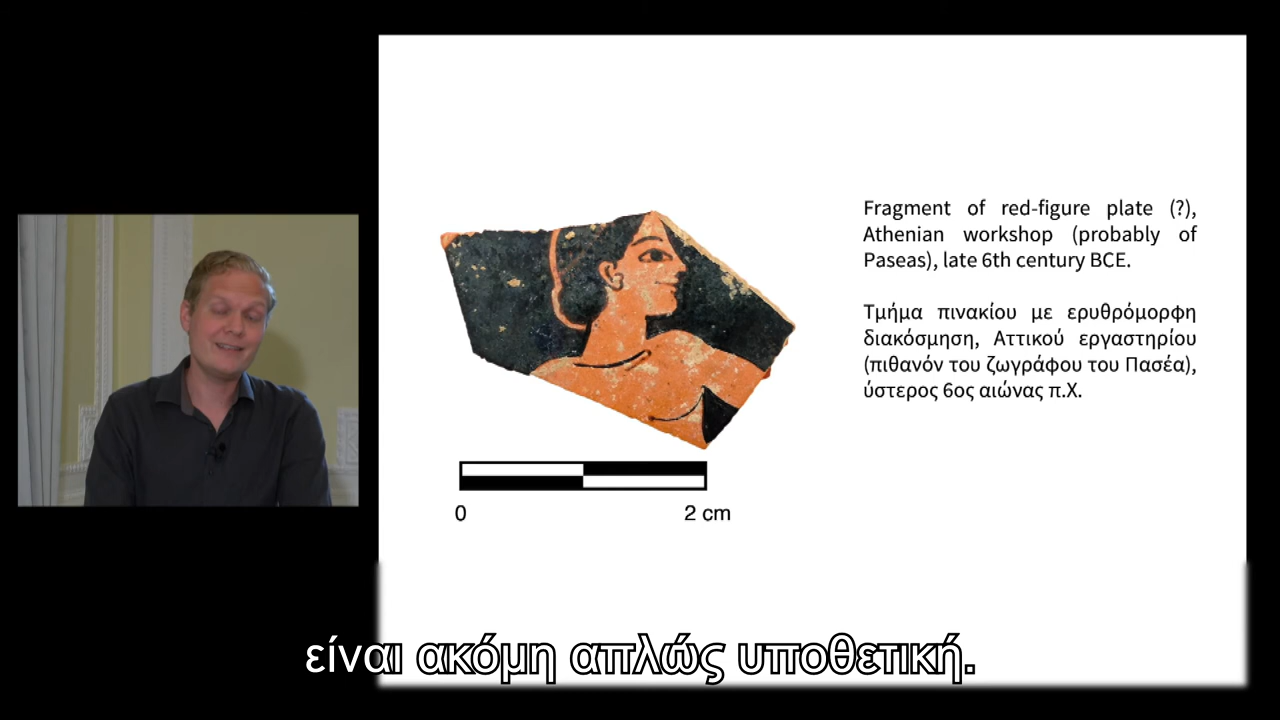 Fragment of red-figure plate (?),
Athenian workshop (probably of
Paseas), late 6th century BCE.
Τμήμα πινακίου με ερυθρόμορφη
διακόσμηση, Αττικού εργαστηρίου
(πιθανόν του ζωγράφου του Πασέα),
ύστερος 6ος αιώνας π.Χ.
0 2 cm
είναι ακόμη απλώς υποθετική.